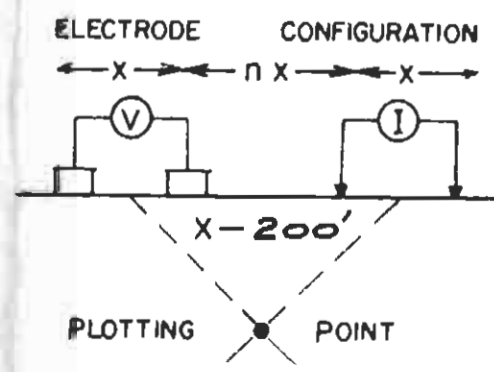 ELECTRODE CONFIGURATION
X n X X
V I
X-200'
PLOTTING POINT